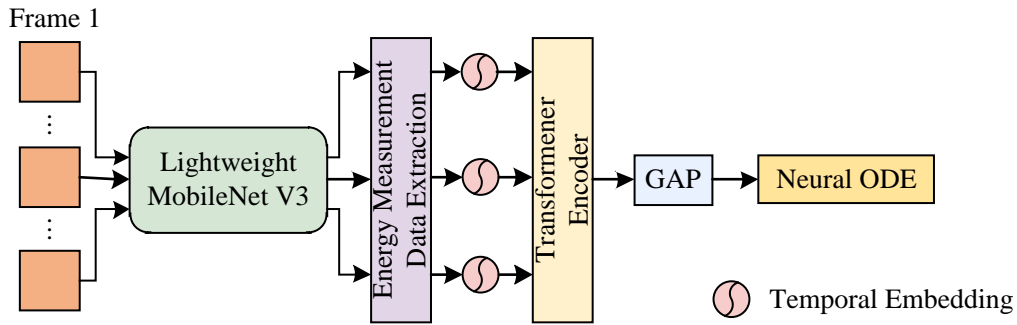 Frame 1
Lightweight
MobileNet V3
Energy Measurement
Data Extraction
Transformener
Encoder
GAP
Neural ODE
Temporal Embedding